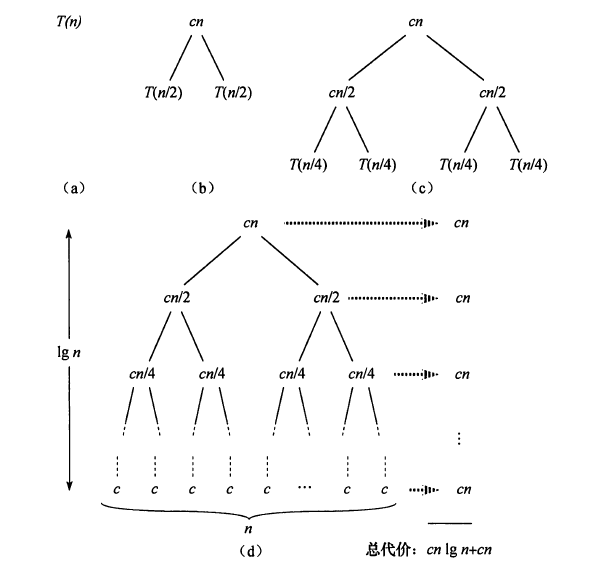 T(n) cn cn
T(n/2) T(n/2) cn/2 cn/2
T(n/4) T(n/4) T(n/4) T(n/4)
(a) (b) (c)
cn cn
cn/2 cn/2 cn
lg n
cn/4 cn/4 cn/4 cn/4 cn
⋮
c c c c c … c c cn
n
(d)
总代价：cn lg n+cn